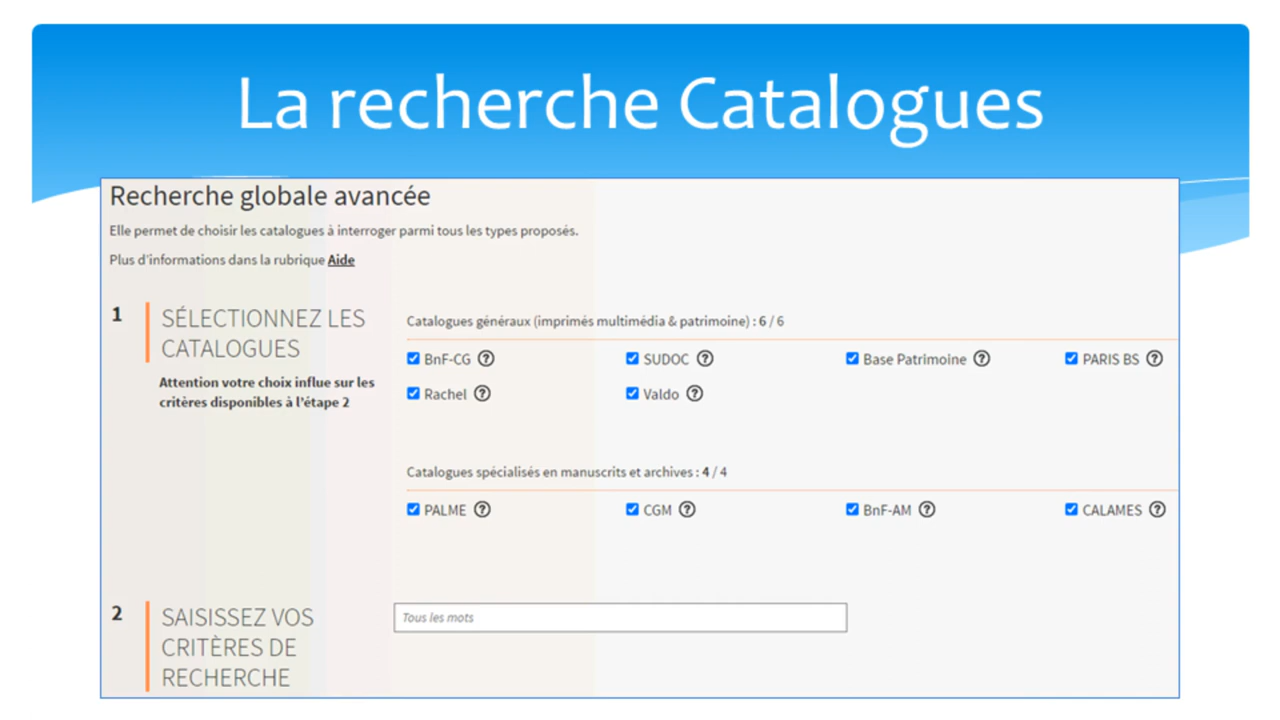 La recherche Catalogues
Recherche globale avancée
Elle permet de choisir les catalogues à interroger parmi tous les types proposés.
Plus d'informations dans la rubrique Aide
1 SÉLECTIONNEZ LES
CATALOGUES
Attention votre choix influe sur les
critères disponibles à l'étape 2
Catalogues généraux (imprimés multimédia & patrimoine) : 6 / 6
BnF-CG ? SUDOC ? Base Patrimoine ? PARIS BS ?
Rachel ? Valdo ?
Catalogues spécialisés en manuscrits et archives : 4 / 4
PALME ? CGM ? BnF-AM ? CALAMES ?
2 SAISISSEZ VOS
CRITÈRES DE
RECHERCHE
Tous les mots